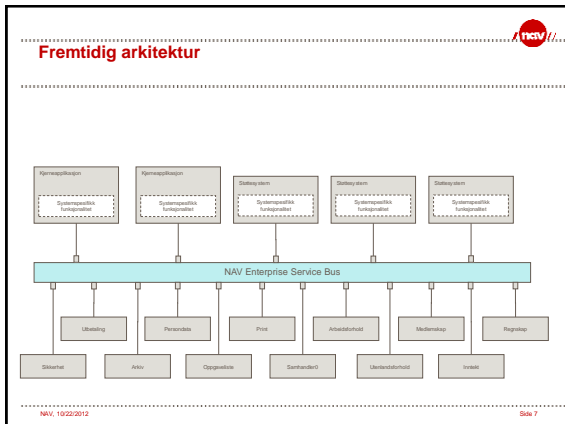 nav
Fremtidig arkitektur
Kjerneapplikasjon
Systemspesifikk
funksjonalitet
Kjerneapplikasjon
Systemspesifikk
funksjonalitet
Støttesystem
Systemspesifikk
funksjonalitet
Støttesystem
Systemspesifikk
funksjonalitet
Støttesystem
Systemspesifikk
funksjonalitet
NAV Enterprise Service Bus
Utbetaling
Persondata
Print
Arbeidsforhold
Medlemskap
Regnskap
Sikkerhet
Arkiv
Oppgaveliste
Utenlandsforhold
Inntekt
NAV, 10/22/2012
Side 7